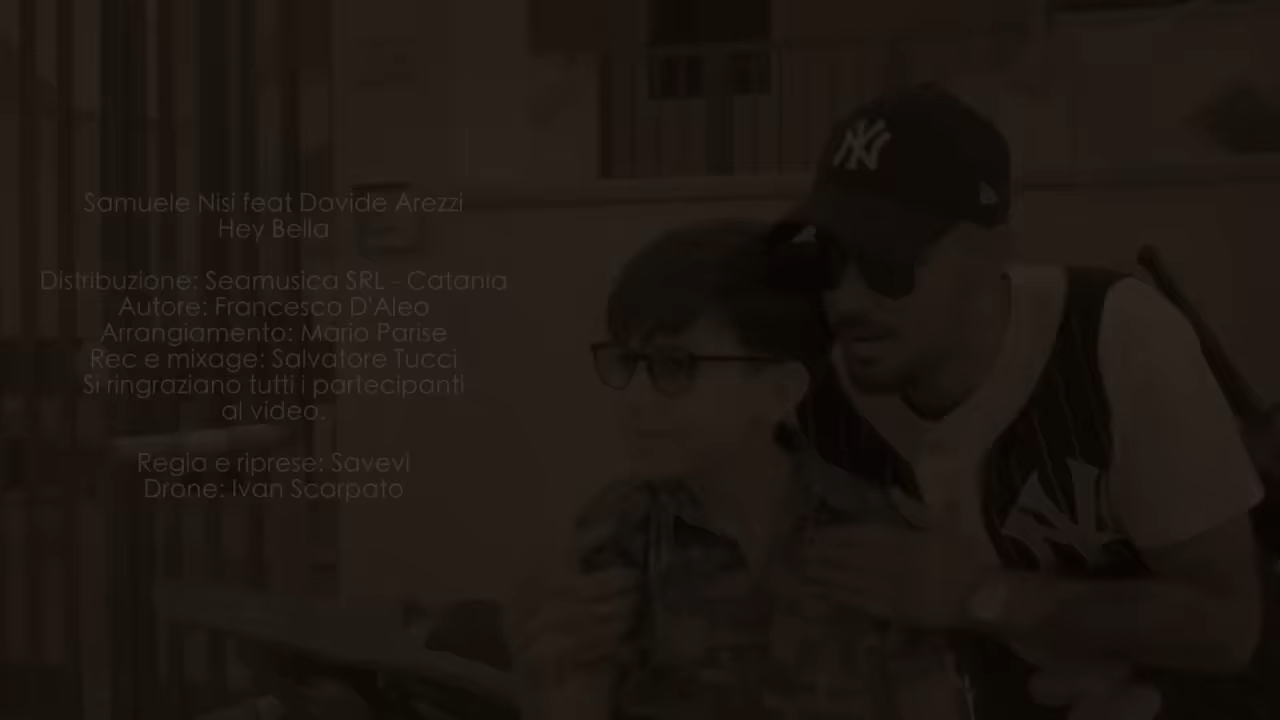 Samuele Nisi feat Davide Arezzi
Hey Bella
Distribuzione: Seamusica SRL - Catania
Autore: Francesco D'Aleo
Arrangiamento: Mario Parise
Rec e mixage: Salvatore Tucci
Si ringraziano tutti i partecipanti
al video.
Regia e riprese: Savevi
Drone: Ivan Scarpato
NY